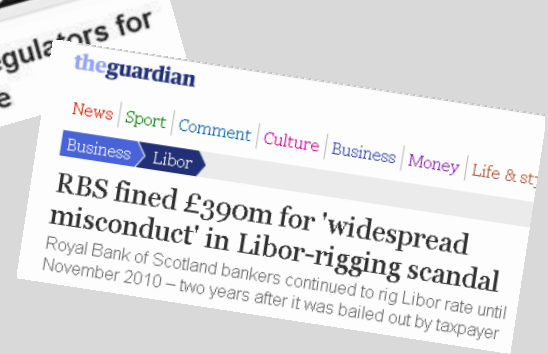 gulators for
e
theguardian
News Sport Comment Culture Business Money Life & sty
Business Libor
RBS fined £390m for 'widespread
misconduct' in Libor-rigging scandal
Royal Bank of Scotland bankers continued to rig Libor rate until
November 2010 – two years after it was bailed out by taxpayer